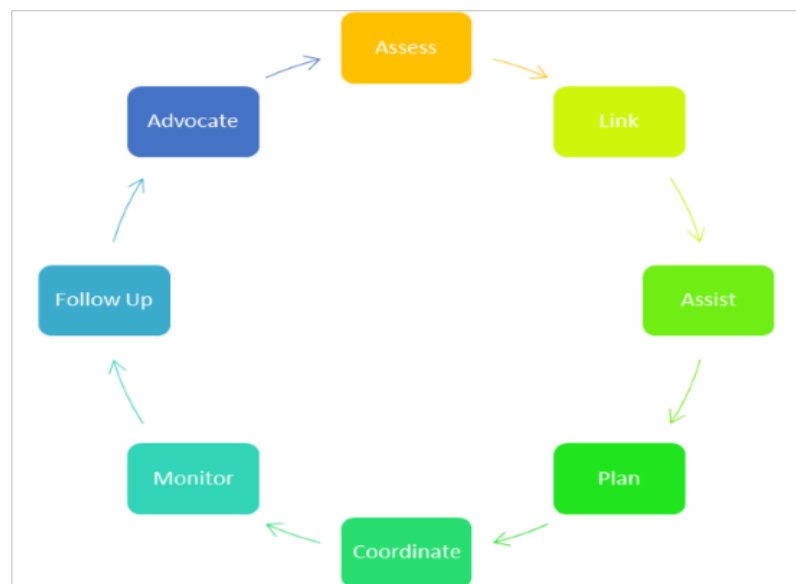 Assess
Link
Assist
Plan
Coordinate
Monitor
Follow Up
Advocate